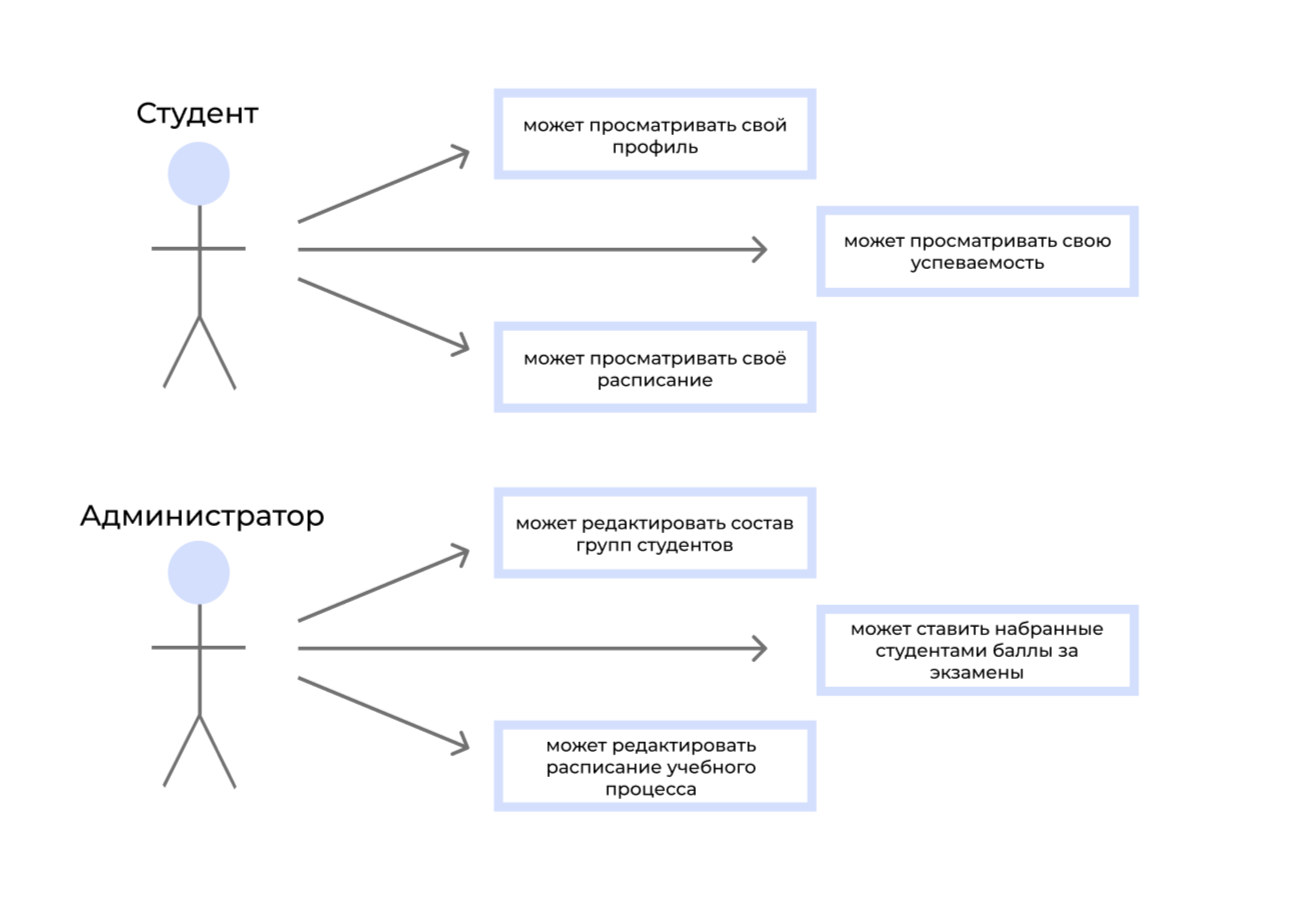 Студент
может просматривать свой
профиль
может просматривать свою
успеваемость
может просматривать своё
расписание
Администратор
может редактировать состав
групп студентов
может ставить набранные
студентами баллы за
экзамены
может редактировать
расписание учебного
процесса